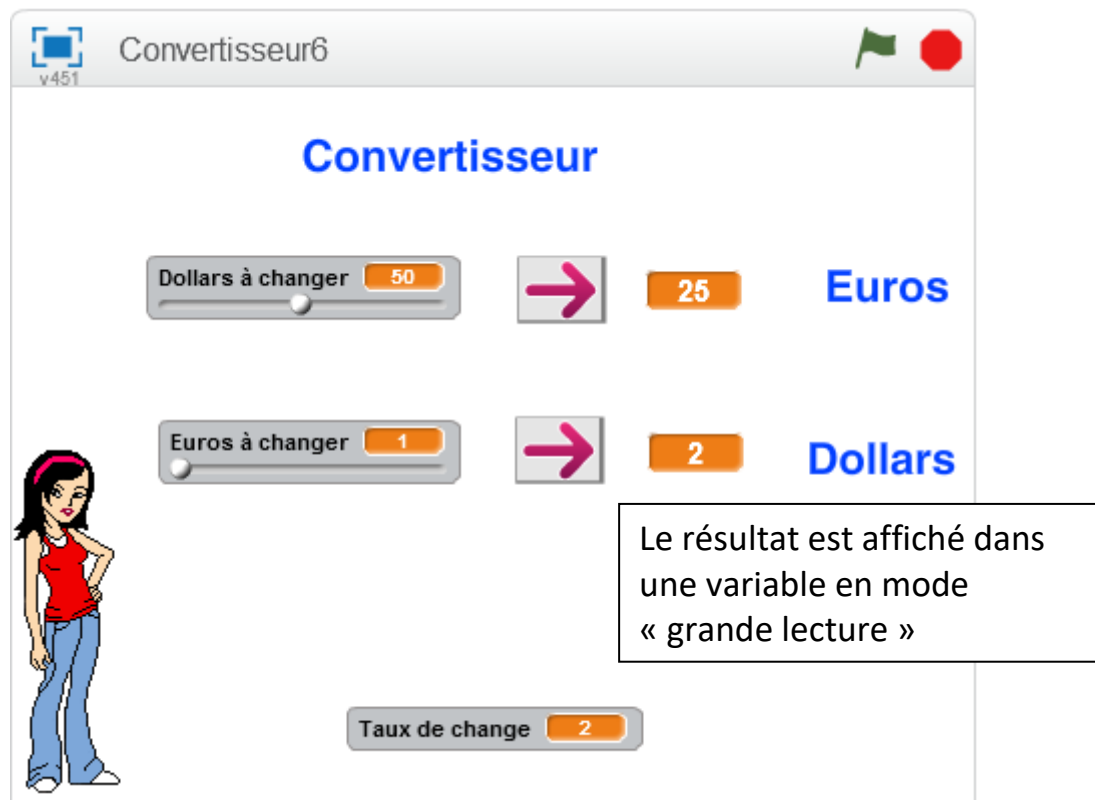 Convertisseur6
v451
Convertisseur
Dollars à changer 50
25
Euros
Euros à changer 1
2
Dollars
Le résultat est affiché dans
une variable en mode
« grande lecture »
Taux de change 2